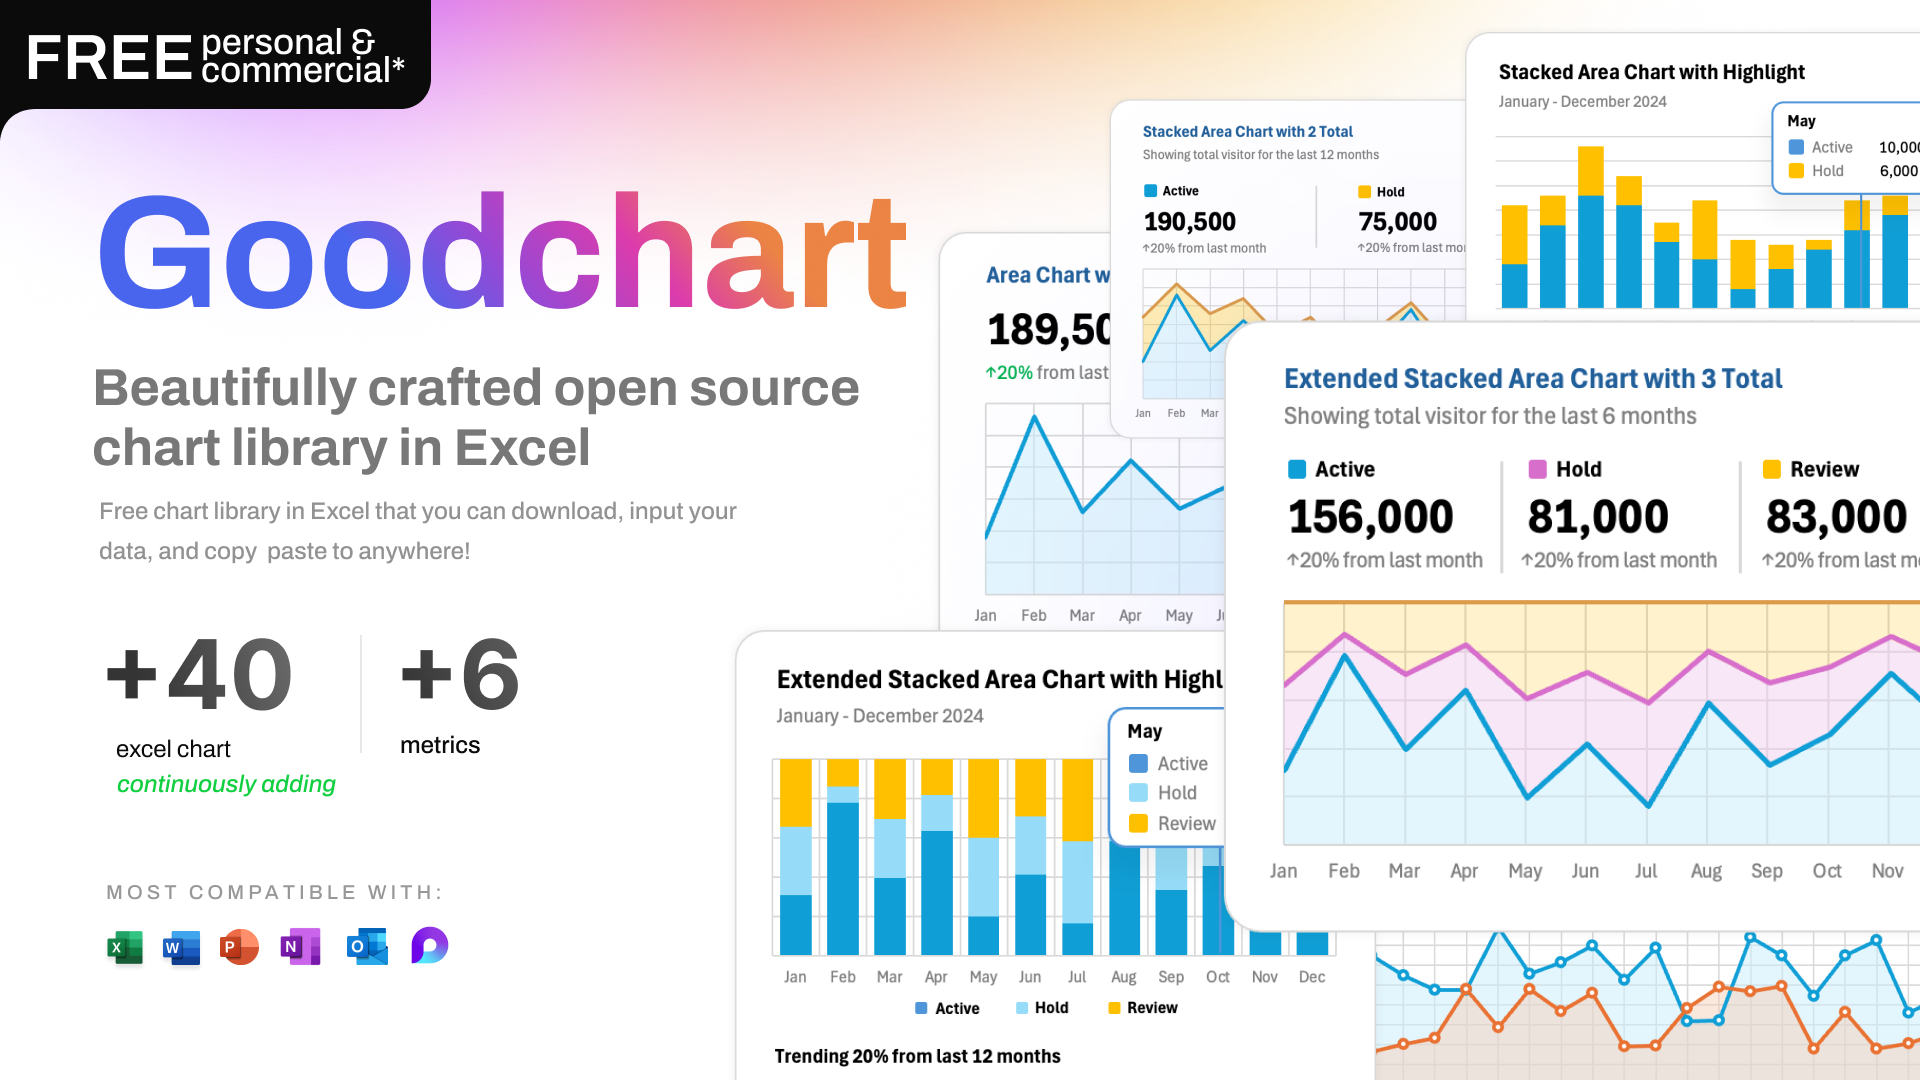 FREE personal &
commercial*
Goodchart
Beautifully crafted open source
chart library in Excel
Free chart library in Excel that you can download, input your
data, and copy paste to anywhere!
+40
excel chart
continuously adding
+6
metrics
MOST COMPATIBLE WITH:
X
W
P
N
O
Stacked Area Chart with Highlight
January - December 2024
May
Active 10,000
Hold 6,000
Stacked Area Chart with 2 Total
Showing total visitor for the last 12 months
Active
190,500
↑20% from last month
Hold
75,000
↑20% from last
Jan Feb Mar
Area Chart
↑20% from last
Jan Feb Mar Apr May
Extended Stacked Area Chart with 3 Total
Showing total visitor for the last 6 months
Active
156,000
↑20% from last month
Hold
81,000
↑20% from last month
Review
83,000
↑20% from last
Jan Feb Mar Apr May Jun Jul Aug Sep Oct Nov
Extended Stacked Area Chart with
January - December 2024
May
Active
Hold
Review
Jan Feb Mar Apr May Jun Jul Aug Sep Oct Nov Dec
Active Hold Review
Trending 20% from last 12 months